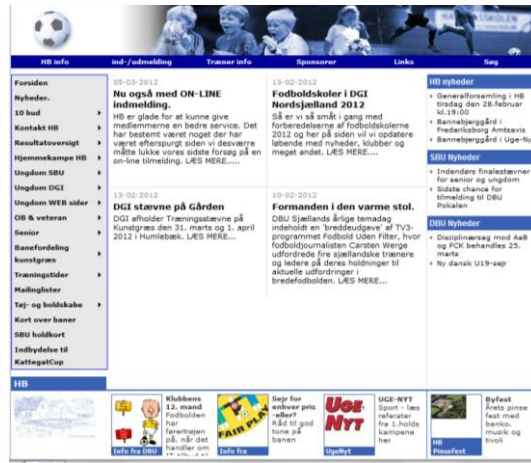 HB info
ind-/udmelding
Træner info
Sponsorer
Links
Søg
Forsiden
Nyheder.
10 bud
Kontakt HB
Resultatoversigt
Hjemmekampe HB
Ungdom SBU
Ungdom DGI
Ungdom WEB sider
OB & veteran
Senior
Banefordeling
kunstgræs
Træningstider
Mailinglister
Tøj- og boldskabe
Kort over baner
SBU holdkort
Indbydelse til
KattegatCup
HB
05-03-2012
Nu også med ON-LINE
indmelding.
HB er glade for at kunne give
medlemmerne en bedre service. Det
har bestemt været noget der har
været efterspurgt siden vi desværre
måtte lukke vores sidste forsøg på en
on-line tilmelding. LÆS MERE.....
13-02-2012
Fodboldskoler i DGI
Nordsjælland 2012
Så er vi så småt i gang med
forberedelserne af fodboldskolerne
2012 og her på siden vil vi opdatere
løbende med nyheder, klubber og
meget andet. LÆS MERE....
13-02-2012
DGI stævne på Gården
DGI afholder Træningsstævne på
Kunstgræs den 31. marts og 1. april
2012 i Humlebæk. LÆS MERE...
10-02-2012
Formanden i den varme stol.
DBU Sjællands årlige temadag
indeholdt en 'breddeudgave' af TV3-
programmet Fodbold Uden Filter, hvor
fodboldjournalisten Carsten Werge
udfordrede fire sjællandske trænere
og ledere på deres holdninger til
aktuelle udfordringer i
bredefodbolden. LÆS MERE...
HB nyheder
Generalforsamling i HB
tirsdag den 28.februar
kl.19:00
Bannebjerggård i
Frederiksborg Amtsavis
Bannebjerggård i Uge-Ny
SBU Nyheder
Indendørs finalestævner
for senior og ungdom
Sidste chance for
tilmelding til DBU
Pokalen
DBU Nyheder
Disciplinærsag mod AaB
og FCK behandles 25.
marts
Ny dansk U19-sejr
Klubbens
12. mand
Fodbolden
har
førertrøjen
på, når det
handler om
Info fra DBU
FAIR PLAY
Info fra
Sejr for
enhver pris
-eller?
Råd til god
tone på
banen
UGE-
NYT
UgeNyt
UGE-NYT
Sport - læs
referater
fra 1.holds
kampene
her
HB
Pinsefest
Byfest
Årets pinse
fest med
banko,
musik og
tivoli